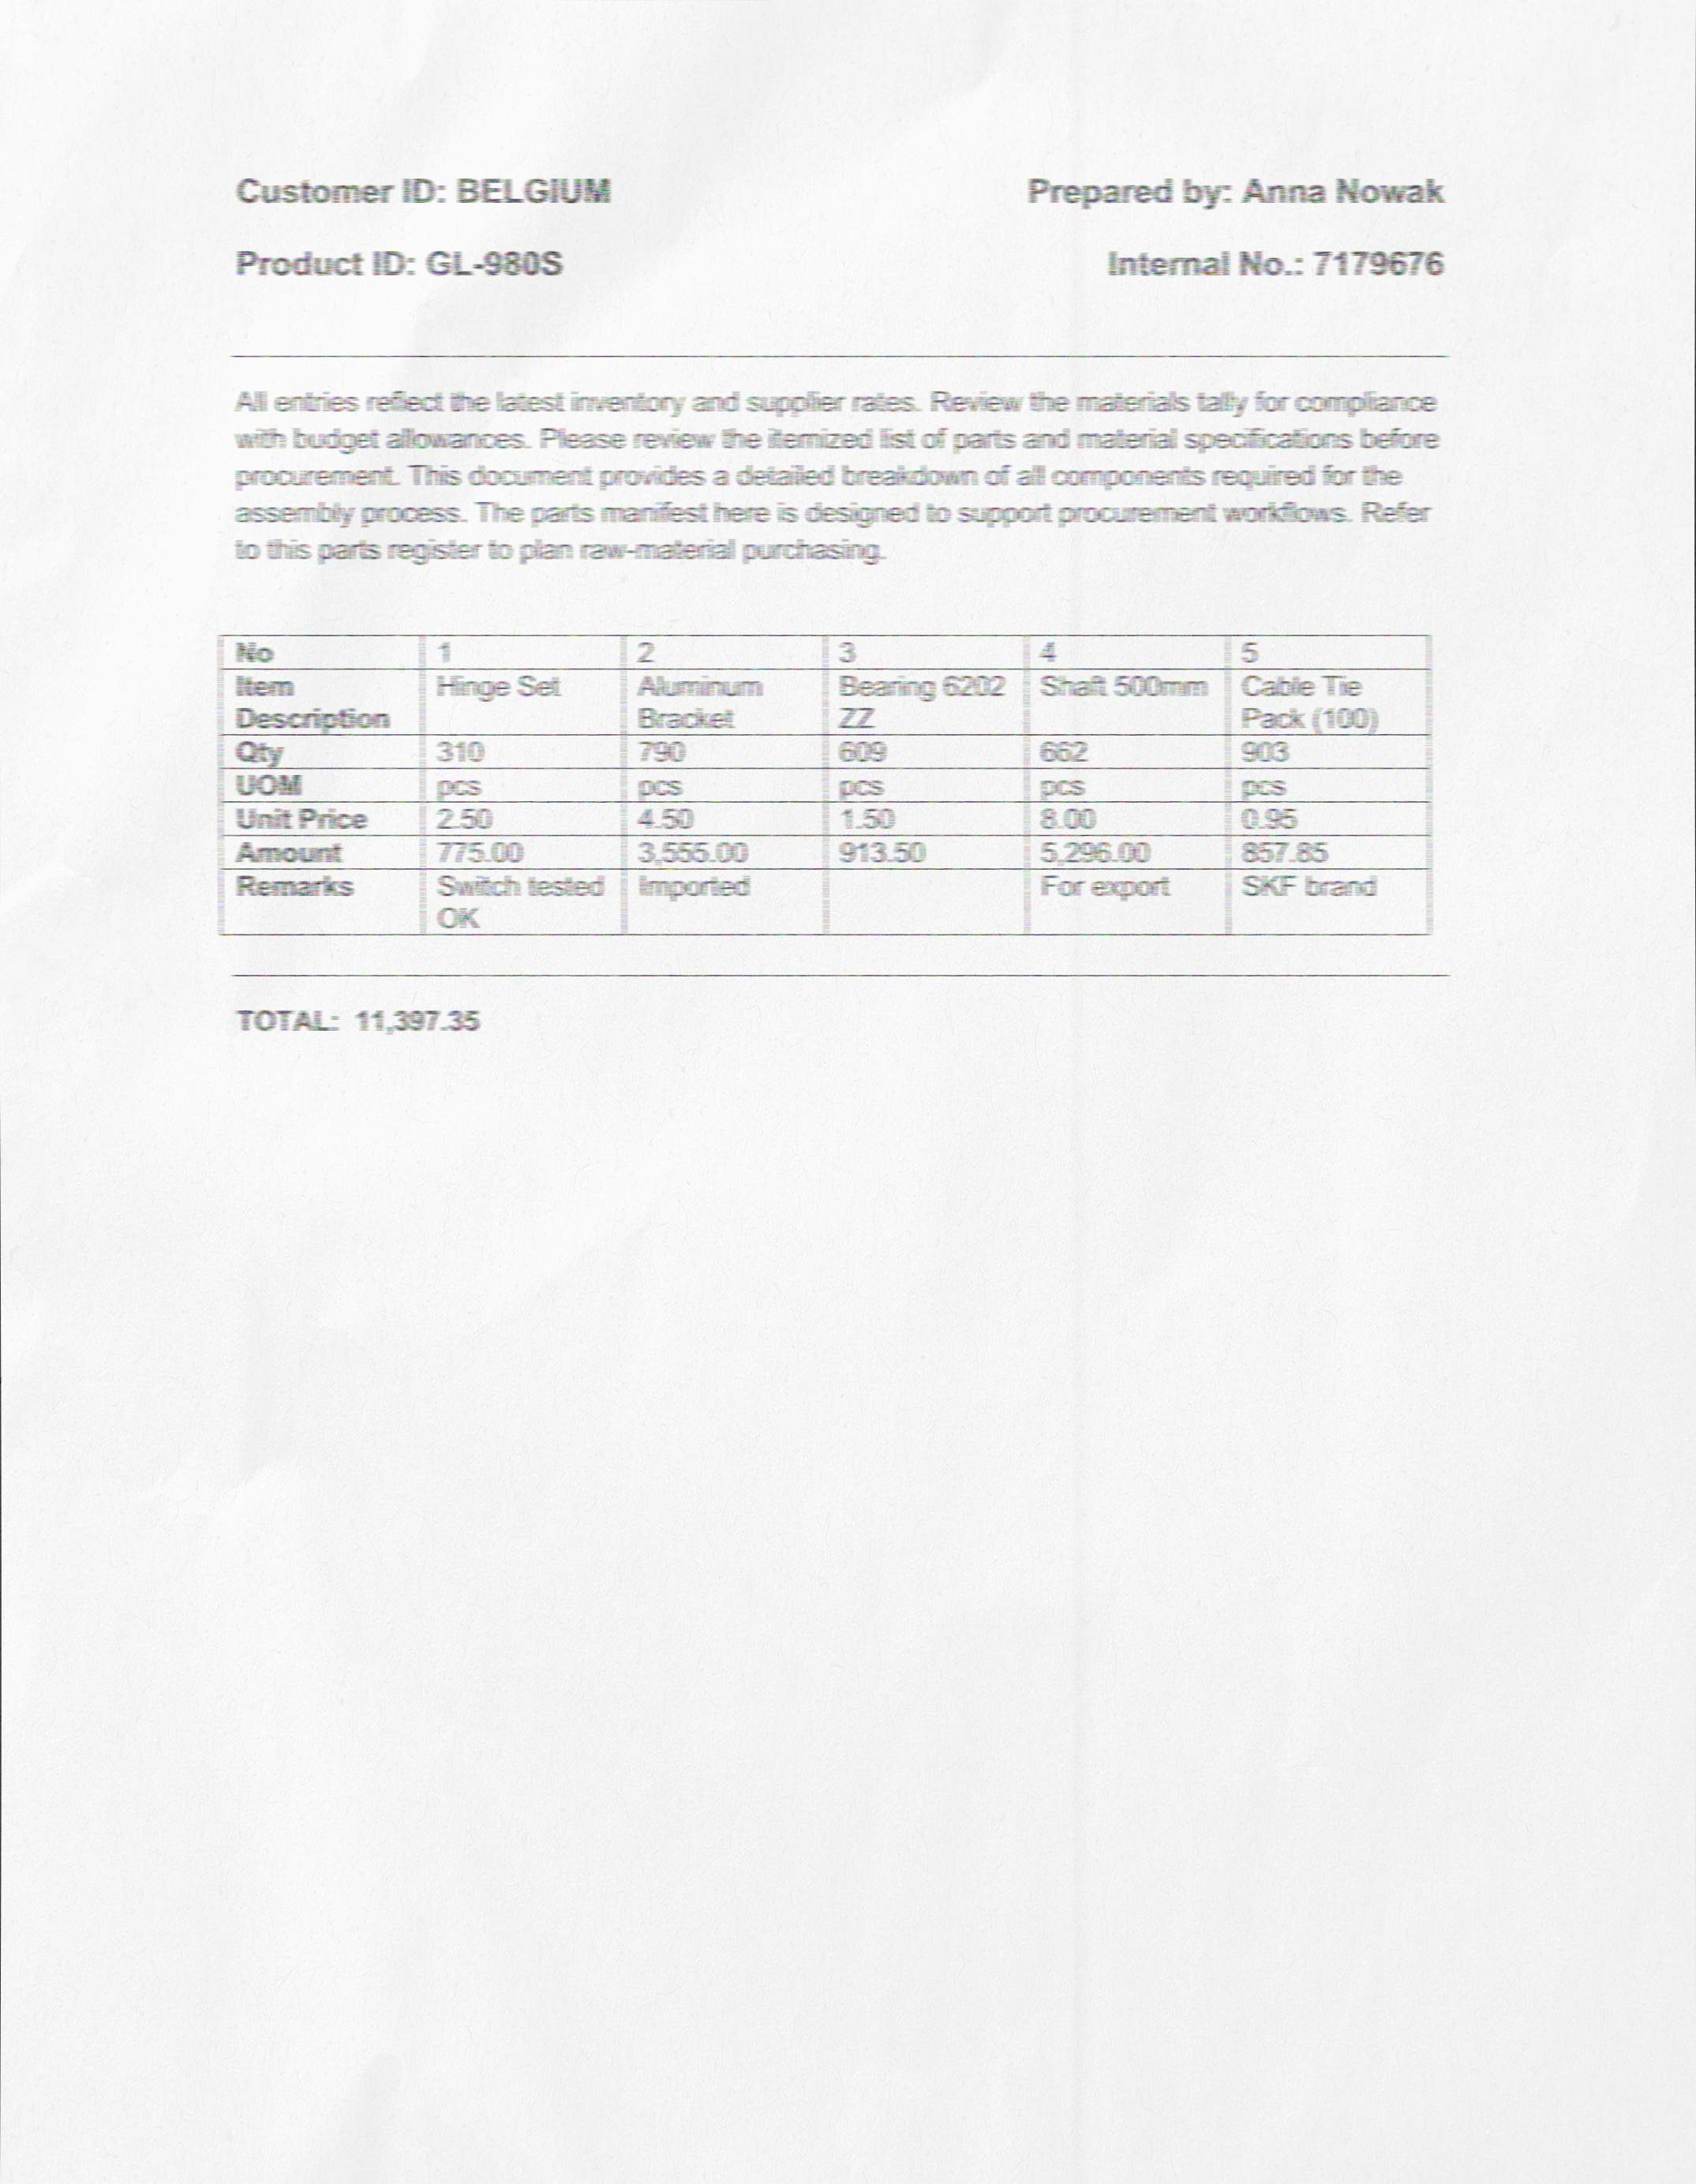 Customer ID: BELGIUM Prepared by: Anna Nowak
Product ID: GL-980S Internal No.: 7179676
All entries reflect the latest inventory and supplier rates. Review the materials tally for compliance
with budget allowances. Please review the itemized list of parts and material specifications before
procurement. This document provides a detailed breakdown of all components required for the
assembly process. The parts manifest here is designed to support procurement workflows. Refer
to this parts register to plan raw-material purchasing.
No 1 2 3 4 5
Item Hinge Set Aluminum Bearing 6202 Shaft 500mm Cable Tie
Description Bracket ZZ Pack (100)
Qty 310 790 609 662 903
UOM pcs pcs pcs pcs pcs
Unit Price 2.50 4.50 1.50 8.00 0.95
Amount 775.00 3,555.00 913.50 5,296.00 857.85
Remarks Switch tested Imported For export SKF brand
OK
TOTAL: 11,397.35